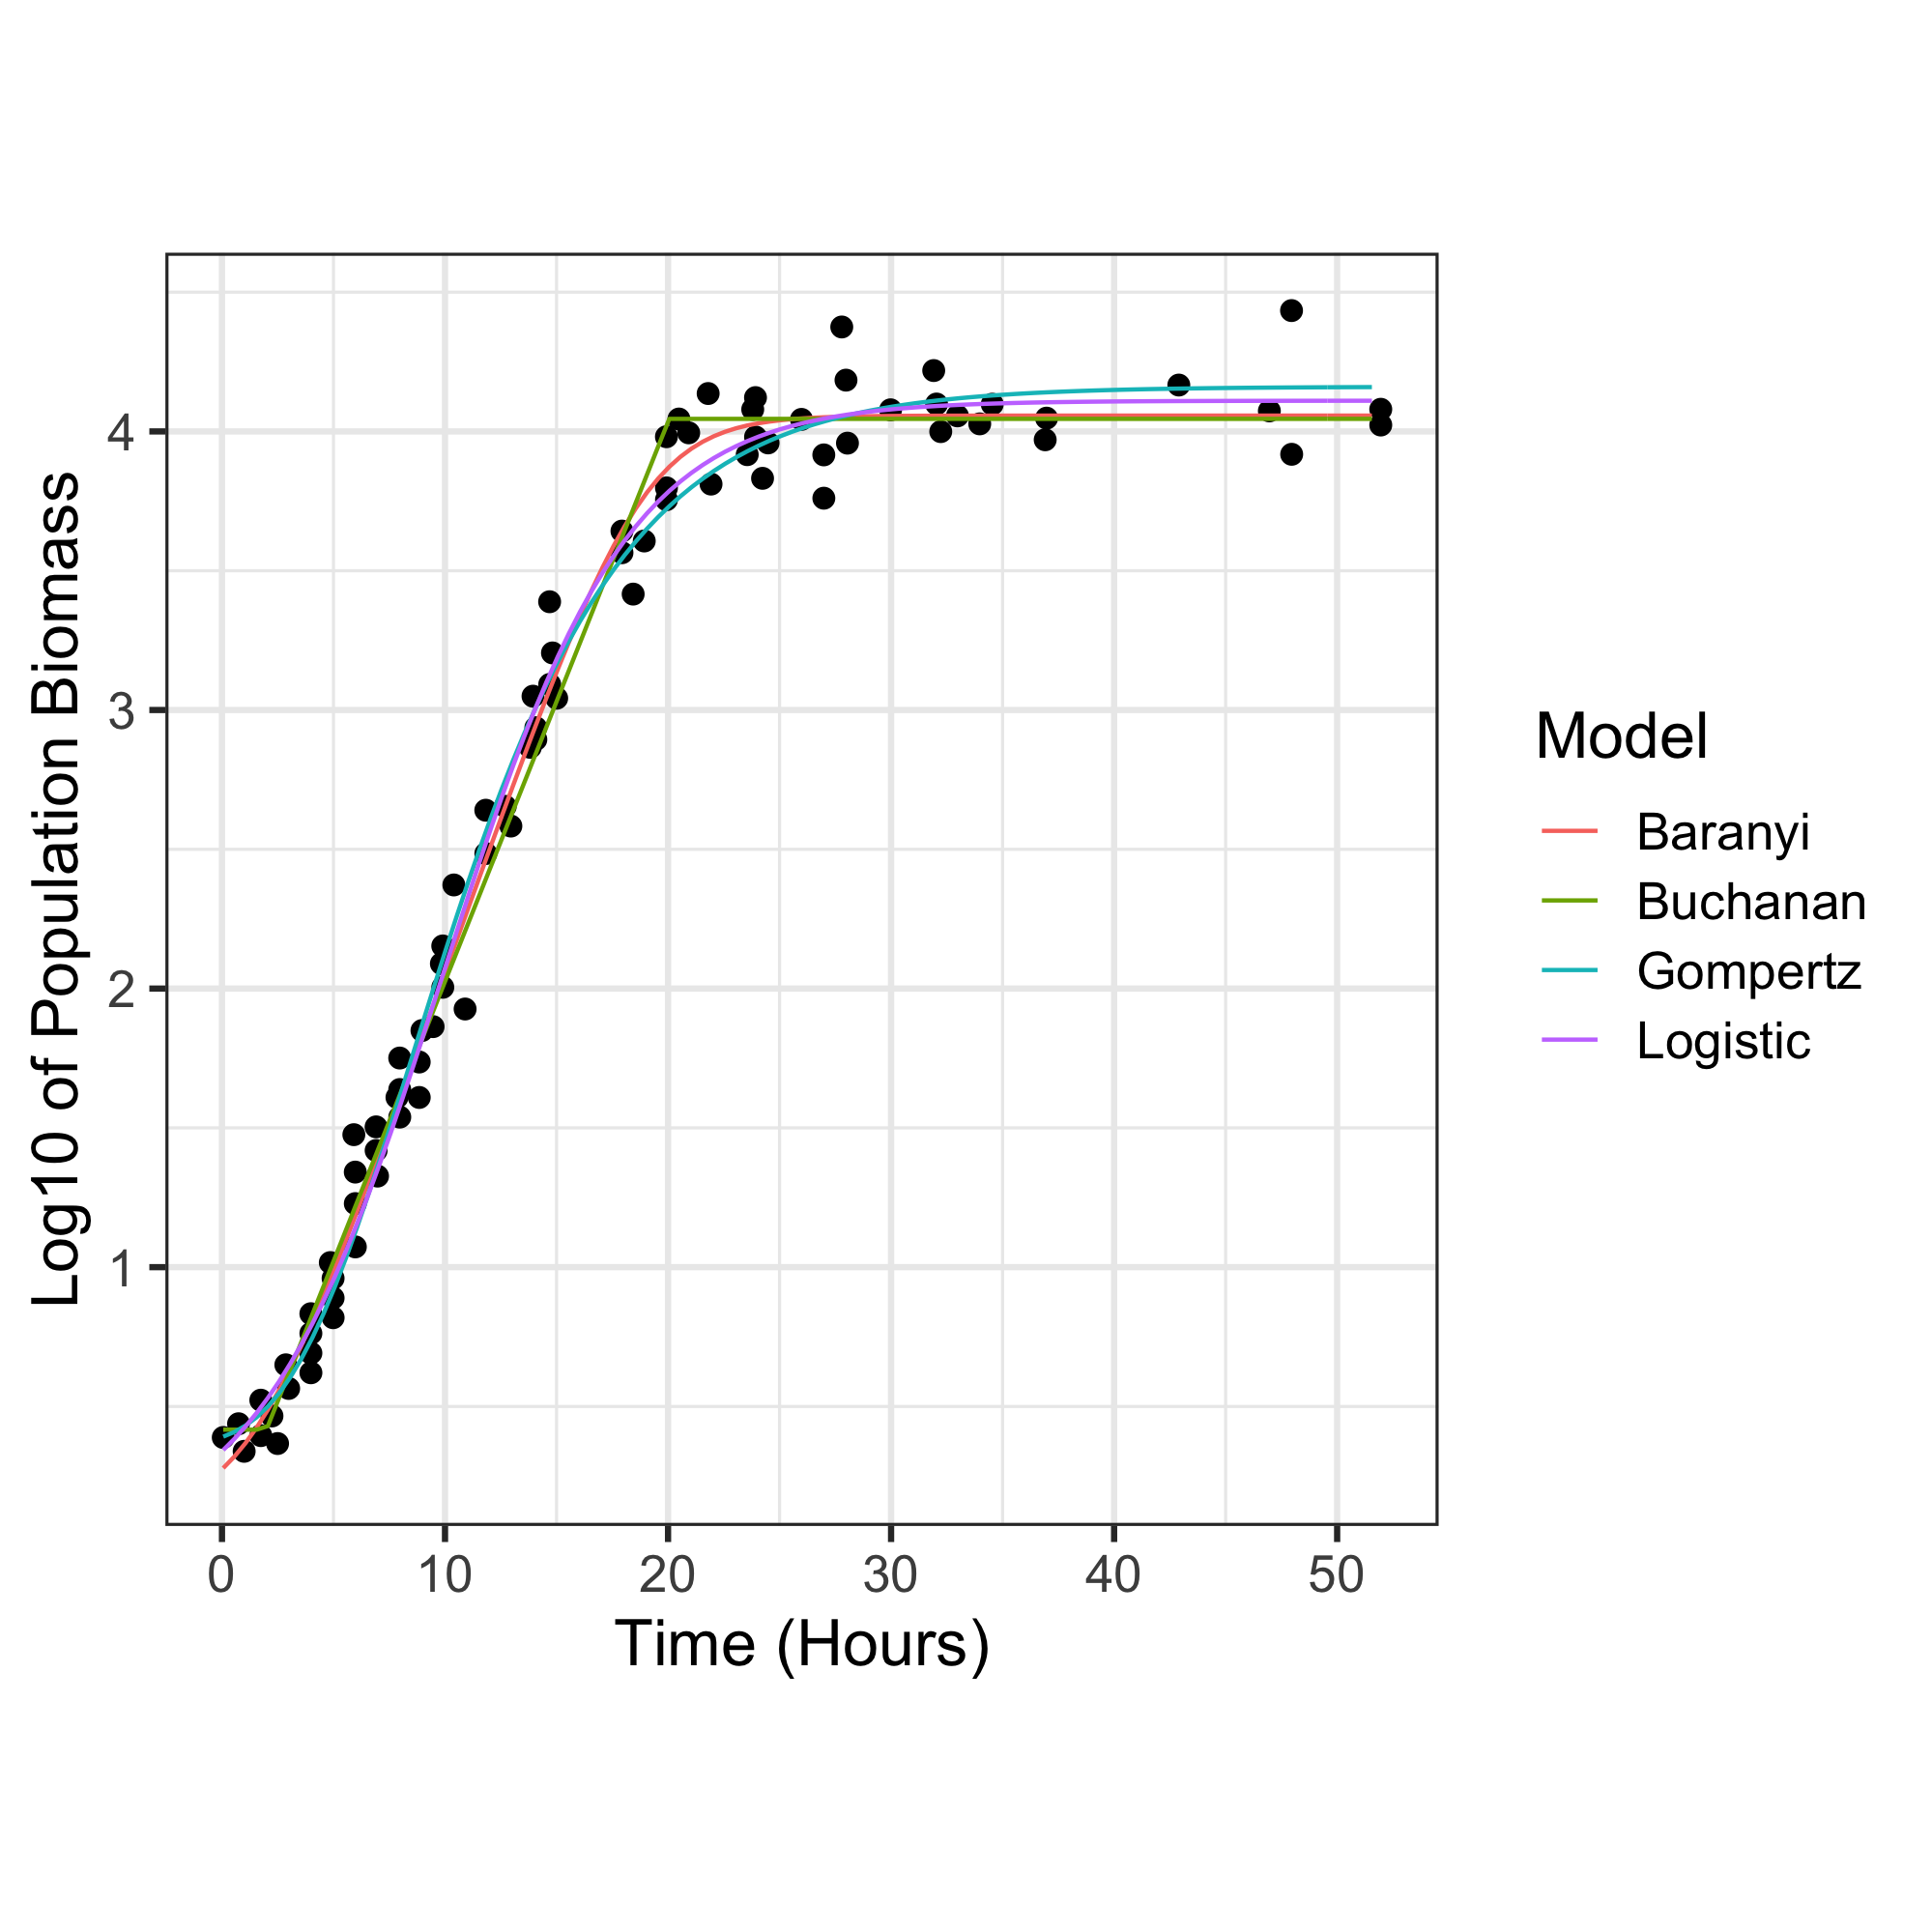 Log10 of Population Biomass
4
3
2
1
0 10 20 30 40 50
Time (Hours)
Model
Baranyi
Buchanan
Gompertz
Logistic